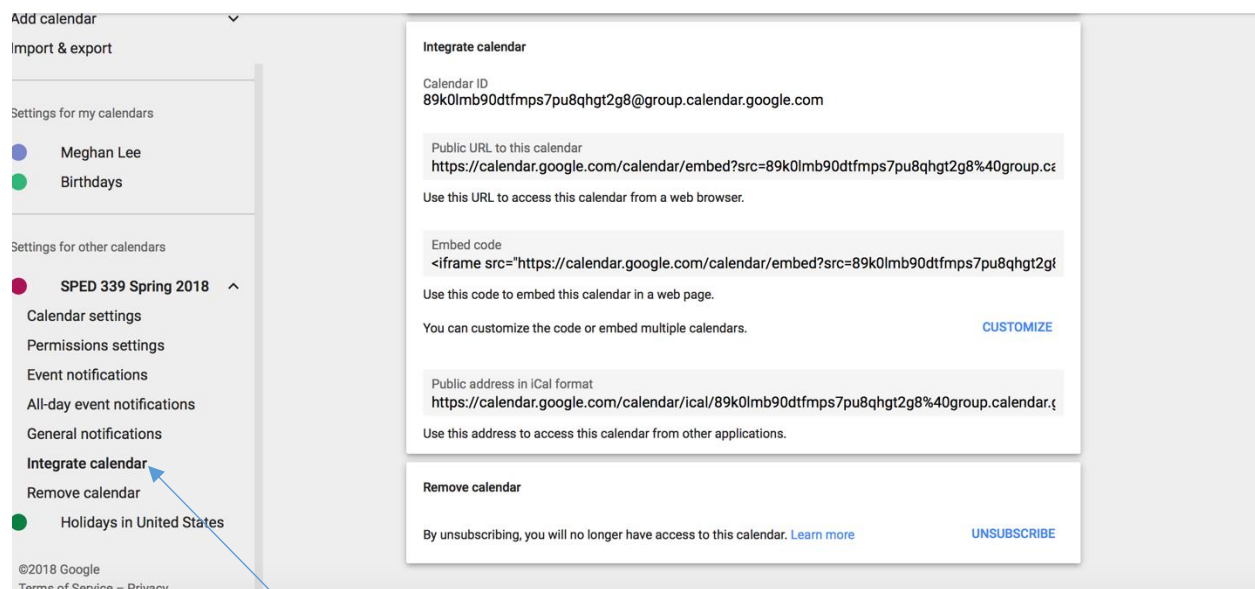 Add calendar
Import & export
Settings for my calendars
Meghan Lee
Birthdays
Settings for other calendars
SPED 339 Spring 2018
Calendar settings
Permissions settings
Event notifications
All-day event notifications
General notifications
Integrate calendar
Remove calendar
Holidays in United States
©2018 Google
Terms of Service – Privacy
Integrate calendar
Calendar ID
89k0lmb90dtfmps7pu8qhgt2g8@group.calendar.google.com
Public URL to this calendar
https://calendar.google.com/calendar/embed?src=89k0lmb90dtfmps7pu8qhgt2g8%40group.ca
Use this URL to access this calendar from a web browser.
Embed code
<iframe src="https://calendar.google.com/calendar/embed?src=89k0lmb90dtfmps7pu8qhgt2g8
Use this code to embed this calendar in a web page.
You can customize the code or embed multiple calendars. CUSTOMIZE
Public address in iCal format
https://calendar.google.com/calendar/ical/89k0lmb90dtfmps7pu8qhgt2g8%40group.calendar.g
Use this address to access this calendar from other applications.
Remove calendar
By unsubscribing, you will no longer have access to this calendar. Learn more UNSUBSCRIBE